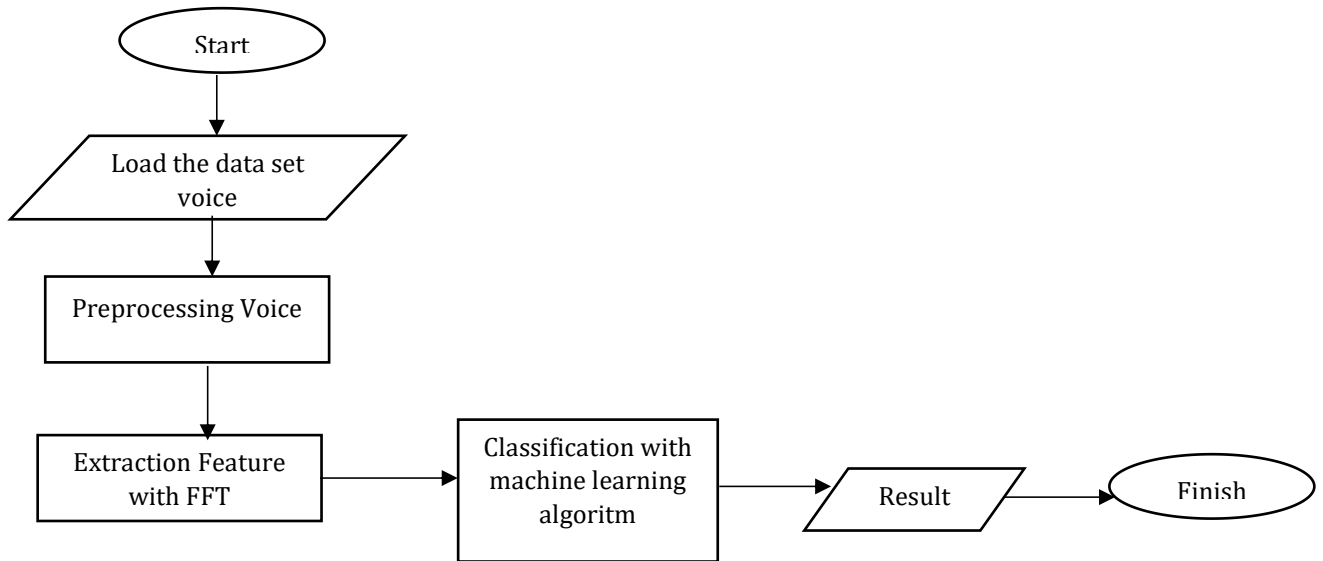 Start
Load the data set
voice
Preprocessing Voice
Extraction Feature
with FFT
Classification with
machine learning
algoritm
Result
Finish